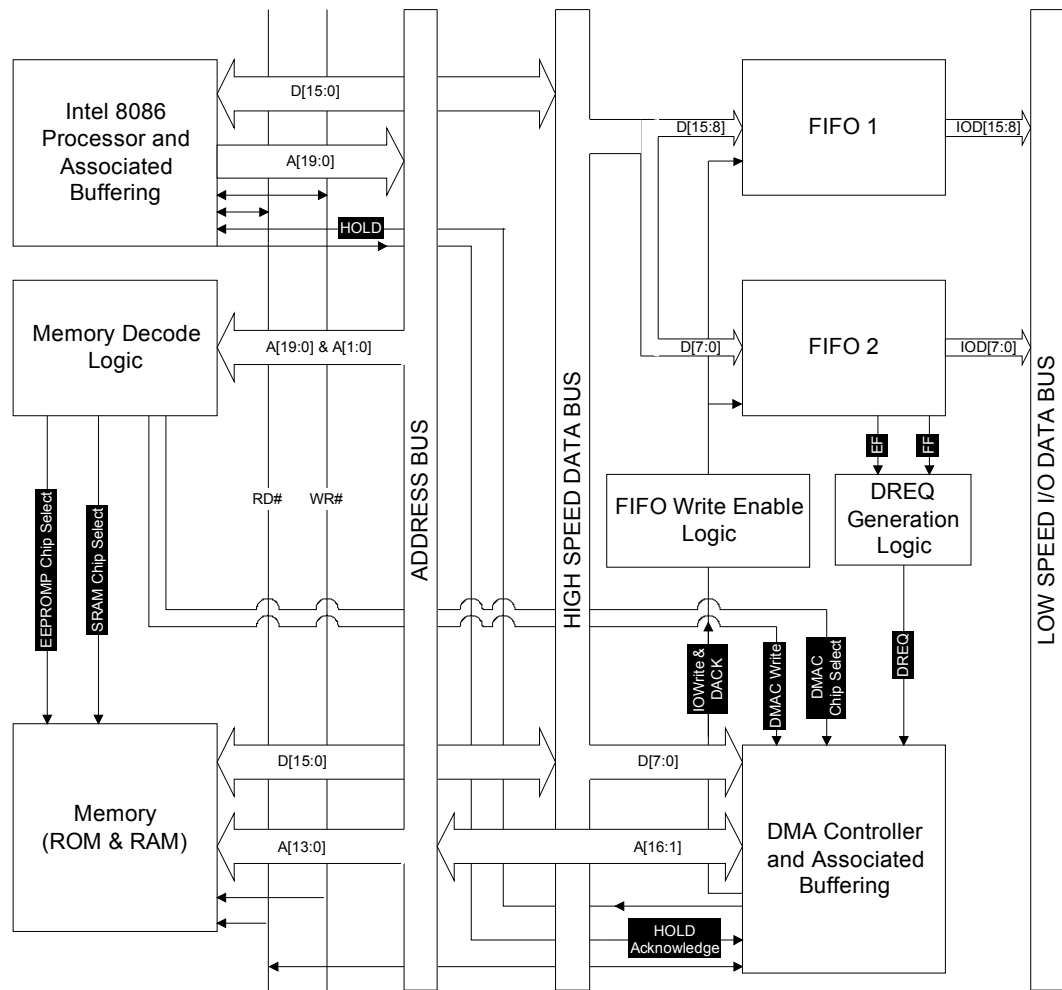 Intel 8086
Processor and
Associated
Buffering
D[15:0]
A[19:0]
HOLD
Memory Decode
Logic
A[19:0] & A[1:0]
RD#
WR#
ADDRESS BUS
HIGH SPEED DATA BUS
D[15:8]
FIFO 1
IOD[15:8]
D[7:0]
FIFO 2
IOD[7:0]
EF
FF
LOW SPEED I/O DATA BUS
FIFO Write Enable
Logic
DREQ
Generation
Logic
EEPROMP Chip Select
SRAM Chip Select
IOWrite &
DACK
DMAC Write
DMAC
Chip Select
DREQ
Memory
(ROM & RAM)
D[15:0]
D[7:0]
A[13:0]
A[16:1]
DMA Controller
and Associated
Buffering
HOLD
Acknowledge